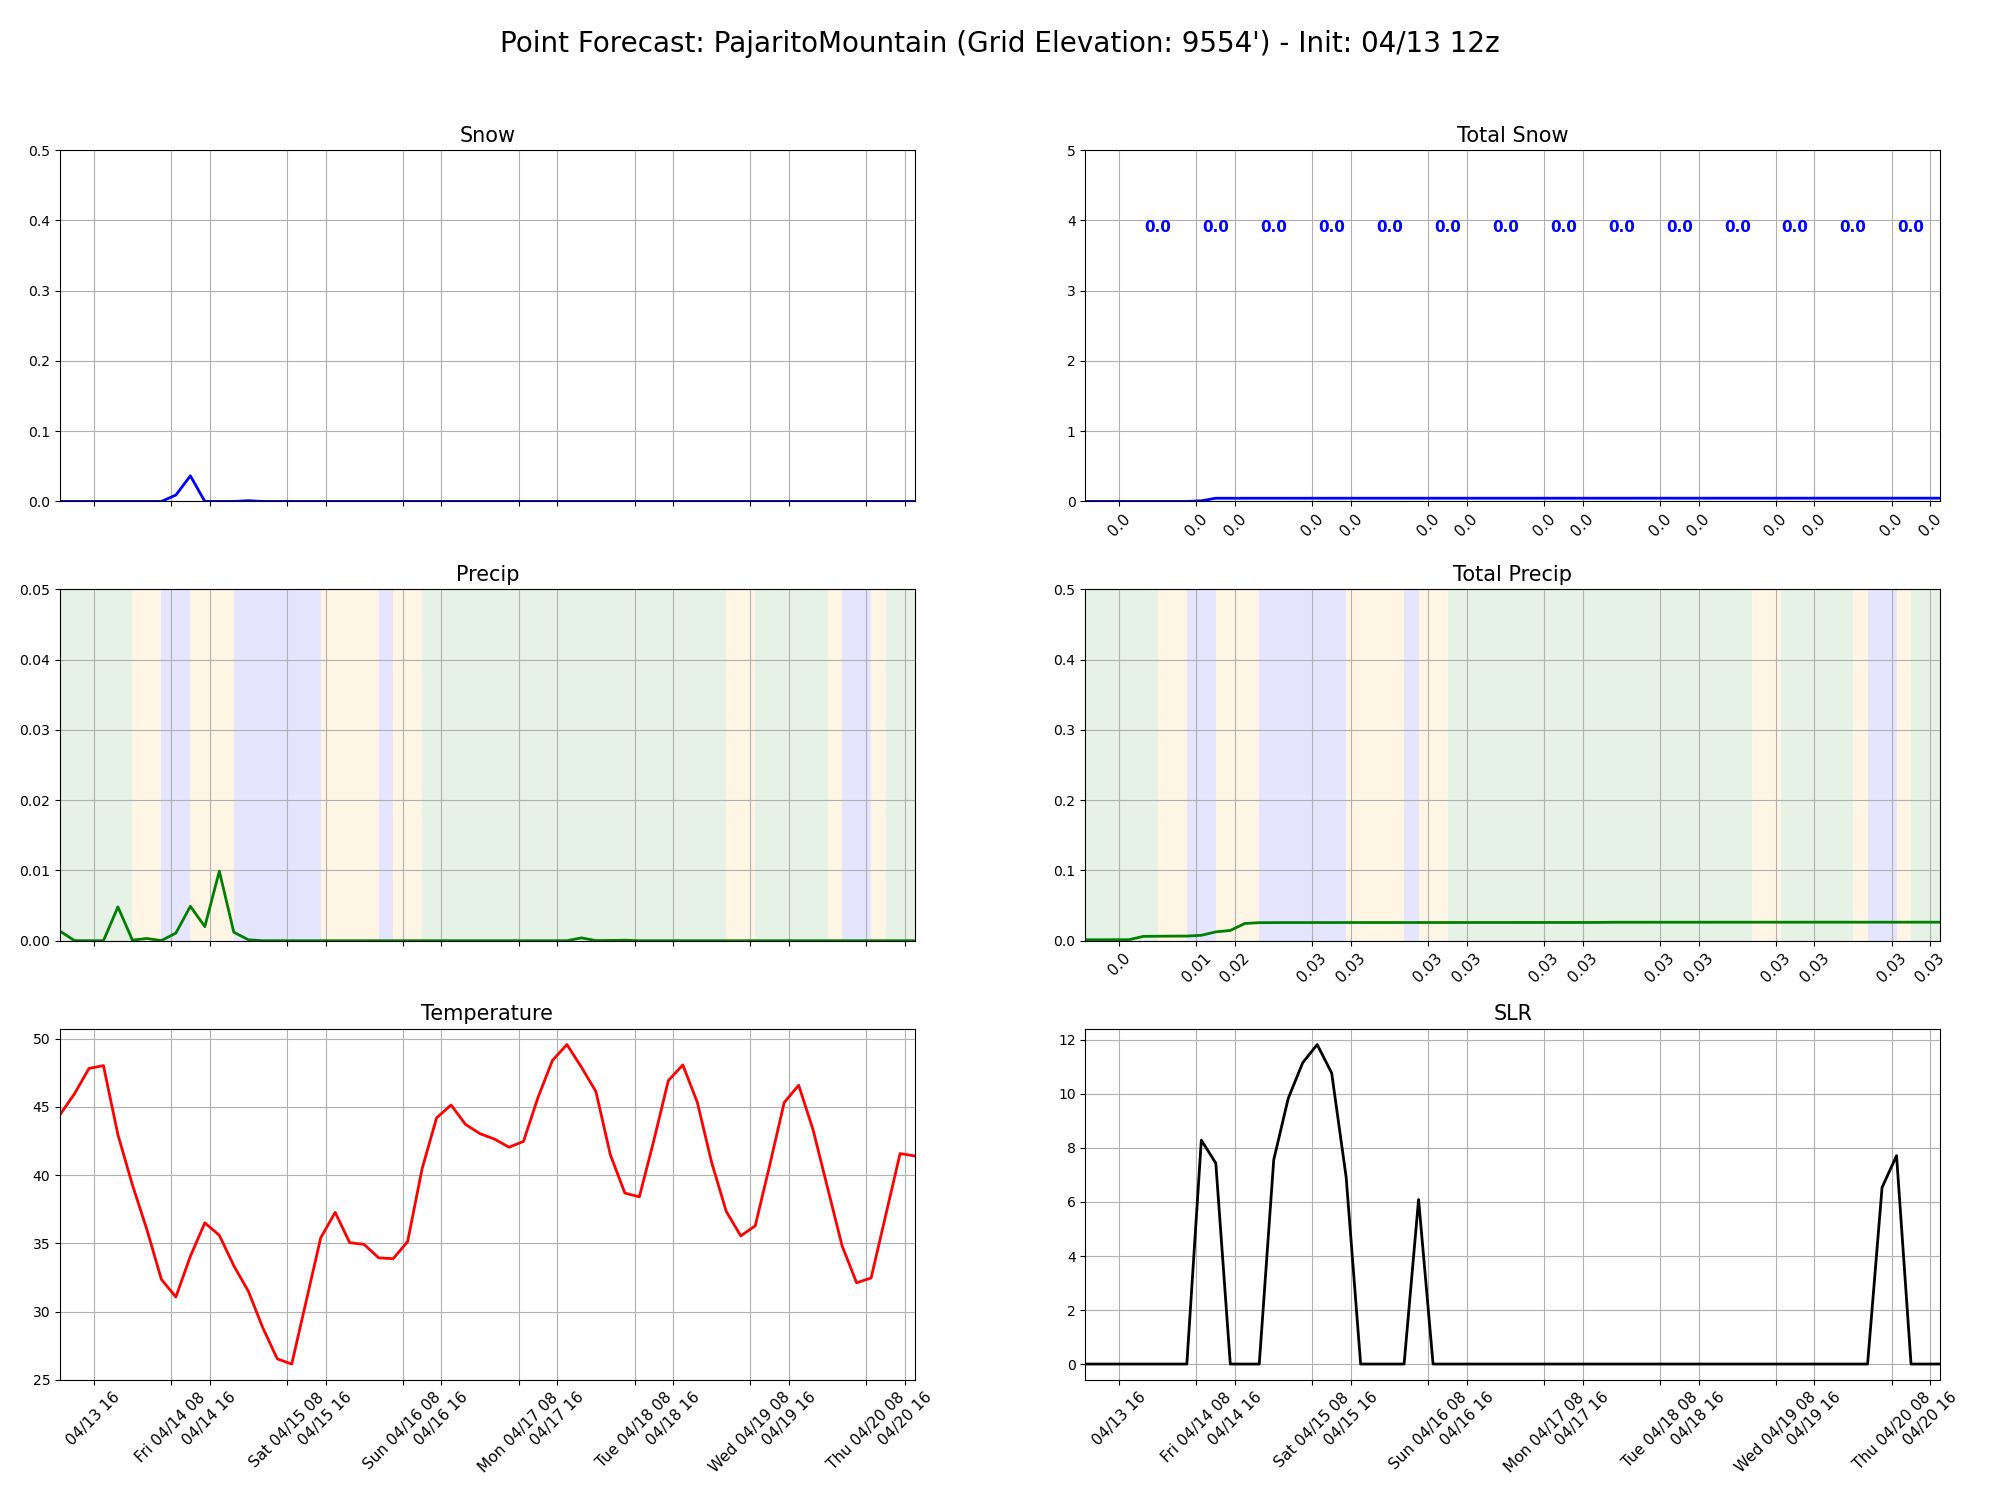 Point Forecast: PajaritoMountain (Grid Elevation: 9554') - Init: 04/13 12z
Snow
0.5
0.4
0.3
0.2
0.1
0.0
Total Snow
5
4
3
2
1
0
0.0 0.0 0.0 0.0 0.0 0.0 0.0 0.0 0.0 0.0 0.0 0.0 0.0 0.0
0.0 0.0 0.0 0.0 0.0 0.0 0.0 0.0 0.0 0.0 0.0 0.0 0.0 0.0 0.0
Precip
0.05
0.04
0.03
0.02
0.01
0.00
Total Precip
0.5
0.4
0.3
0.2
0.1
0.0
0.0 0.01 0.02 0.03 0.03 0.03 0.03 0.03 0.03 0.03 0.03 0.03 0.03 0.03 0.03
Temperature
50
45
40
35
30
25
04/13 16
Fri 04/14 08
04/14 16
Sat 04/15 08
04/15 16
Sun 04/16 08
04/16 16
Mon 04/17 08
04/17 16
Tue 04/18 08
04/18 16
Wed 04/19 08
04/19 16
Thu 04/20 08
04/20 16
SLR
12
10
8
6
4
2
0
04/13 16
Fri 04/14 08
04/14 16
Sat 04/15 08
04/15 16
Sun 04/16 08
04/16 16
Mon 04/17 08
04/17 16
Tue 04/18 08
04/18 16
Wed 04/19 08
04/19 16
Thu 04/20 08
04/20 16